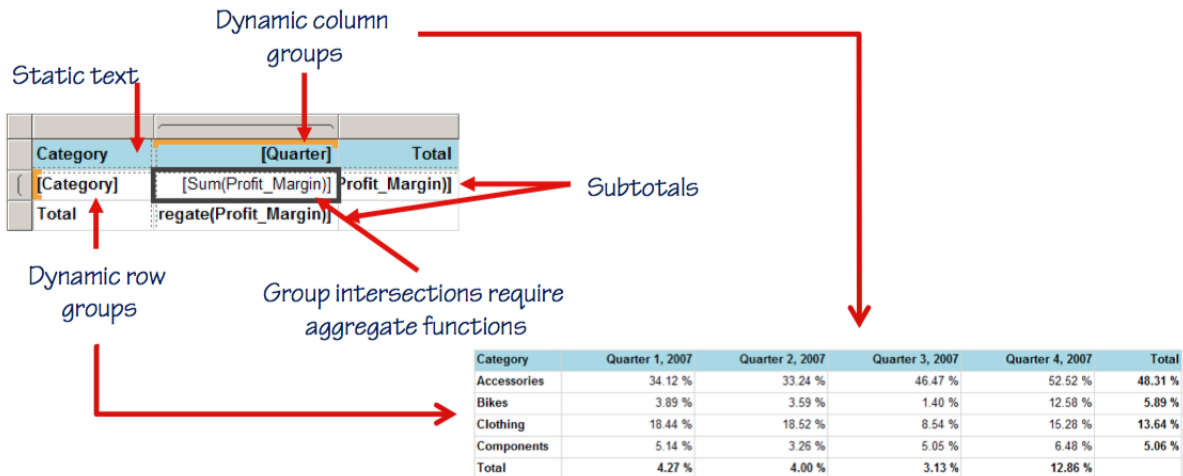 Dynamic column
groups
Static text
Category [Quarter] Total
[Category] [Sum(Profit_Margin)] Profit_Margin)]
Total regate(Profit_Margin)]
Subtotals
Dynamic row
groups
Group intersections require
aggregate functions
Category Quarter 1, 2007 Quarter 2, 2007 Quarter 3, 2007 Quarter 4, 2007 Total
Accessories 34.12 % 33.24 % 46.47 % 52.52 % 48.31 %
Bikes 3.89 % 3.59 % 1.40 % 12.58 % 5.89 %
Clothing 18.44 % 18.52 % 8.54 % 15.28 % 13.64 %
Components 5.14 % 3.26 % 5.05 % 6.48 % 5.06 %
Total 4.27 % 4.00 % 3.13 % 12.86 %